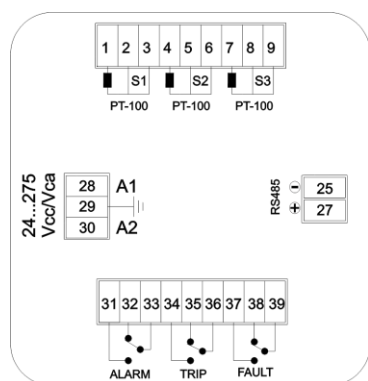 1 2 3 4 5 6 7 8 9
S1 S2 S3
PT-100 PT-100 PT-100
24...275
Vcc/Vca
28 A1
29
30 A2
RS485
- 25
+ 27
31 32 33 34 35 36 37 38 39
ALARM TRIP FAULT